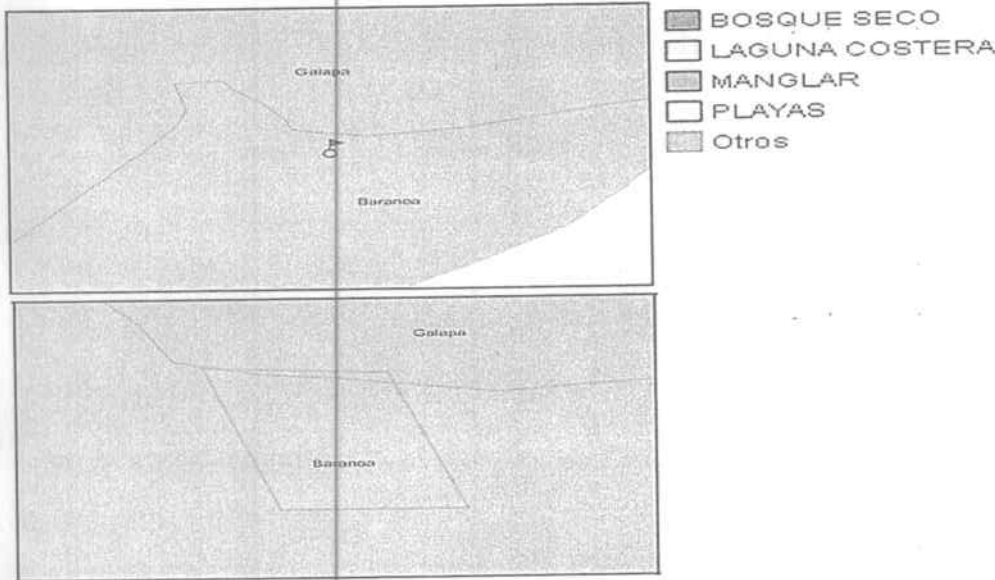 Galapa
Baranoa
Galapa
Baranoa
BOSQUE SECO
LAGUNA COSTERA
MANGLAR
PLAYAS
Otros